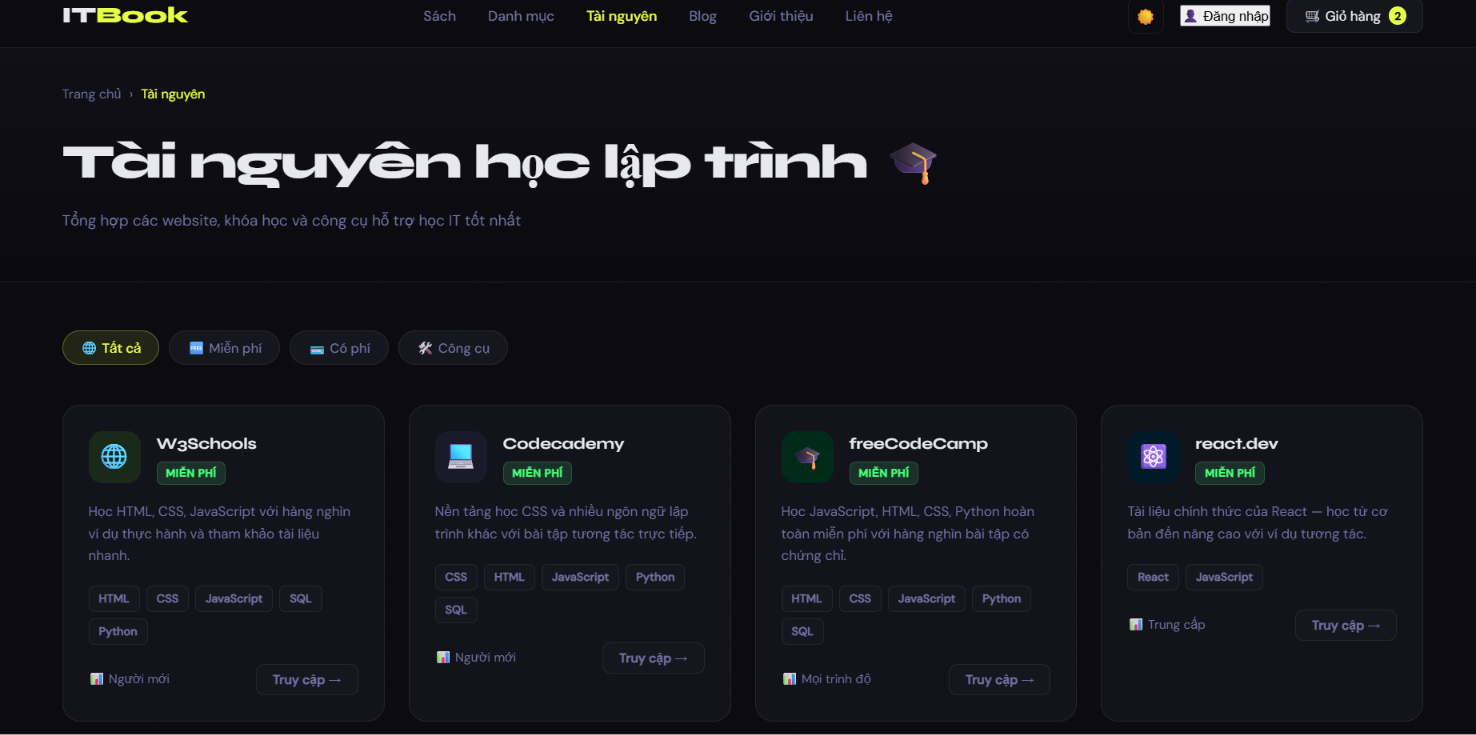 ITBook
Sách Danh mục Tài nguyên Blog Giới thiệu Liên hệ
Đăng nhập
Giỏ hàng 2
Trang chủ › Tài nguyên
Tài nguyên học lập trình
Tổng hợp các website, khóa học và công cụ hỗ trợ học IT tốt nhất
Tất cả
Miễn phí
Có phí
Công cụ
W3Schools
MIỄN PHÍ
Học HTML, CSS, JavaScript với hàng nghìn
ví dụ thực hành và tham khảo tài liệu
nhanh.
HTML CSS JavaScript SQL
Python
Người mới
Truy cập →
Codecademy
MIỄN PHÍ
Nền tảng học CSS và nhiều ngôn ngữ lập
trình khác với bài tập tương tác trực tiếp.
CSS HTML JavaScript Python
SQL
Người mới
Truy cập →
freeCodeCamp
MIỄN PHÍ
Học JavaScript, HTML, CSS, Python hoàn
toàn miễn phí với hàng nghìn bài tập có
chứng chỉ.
HTML CSS JavaScript Python
SQL
Mọi trình độ
Truy cập →
react.dev
MIỄN PHÍ
Tài liệu chính thức của React — học từ cơ
bản đến nâng cao với ví dụ tương tác.
React JavaScript
Trung cấp
Truy cập →